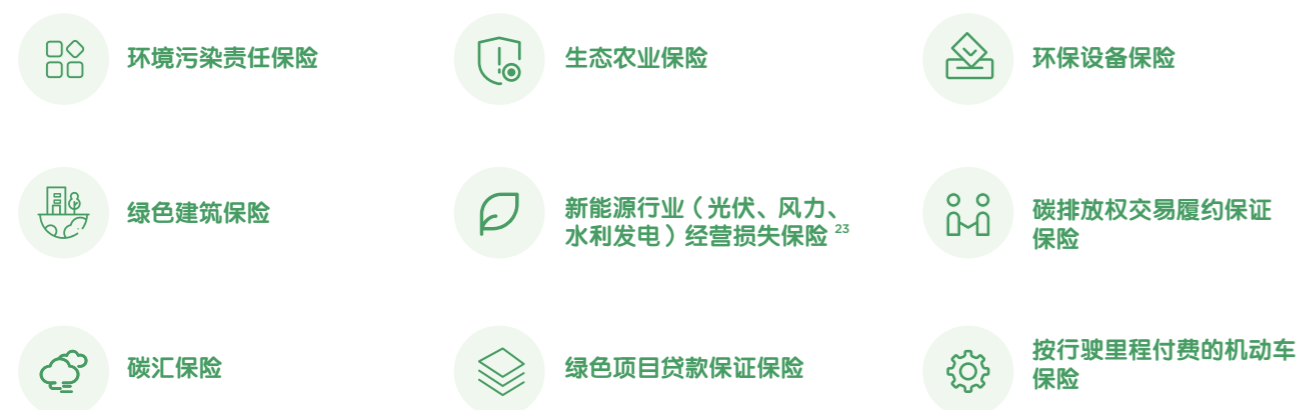 环境污染责任保险
生态农业保险
环保设备保险
绿色建筑保险
新能源行业（光伏、风力、
水利发电）经营损失保险 23
碳排放权交易履约保证
保险
碳汇保险
绿色项目贷款保证保险
按行驶里程付费的机动车
保险